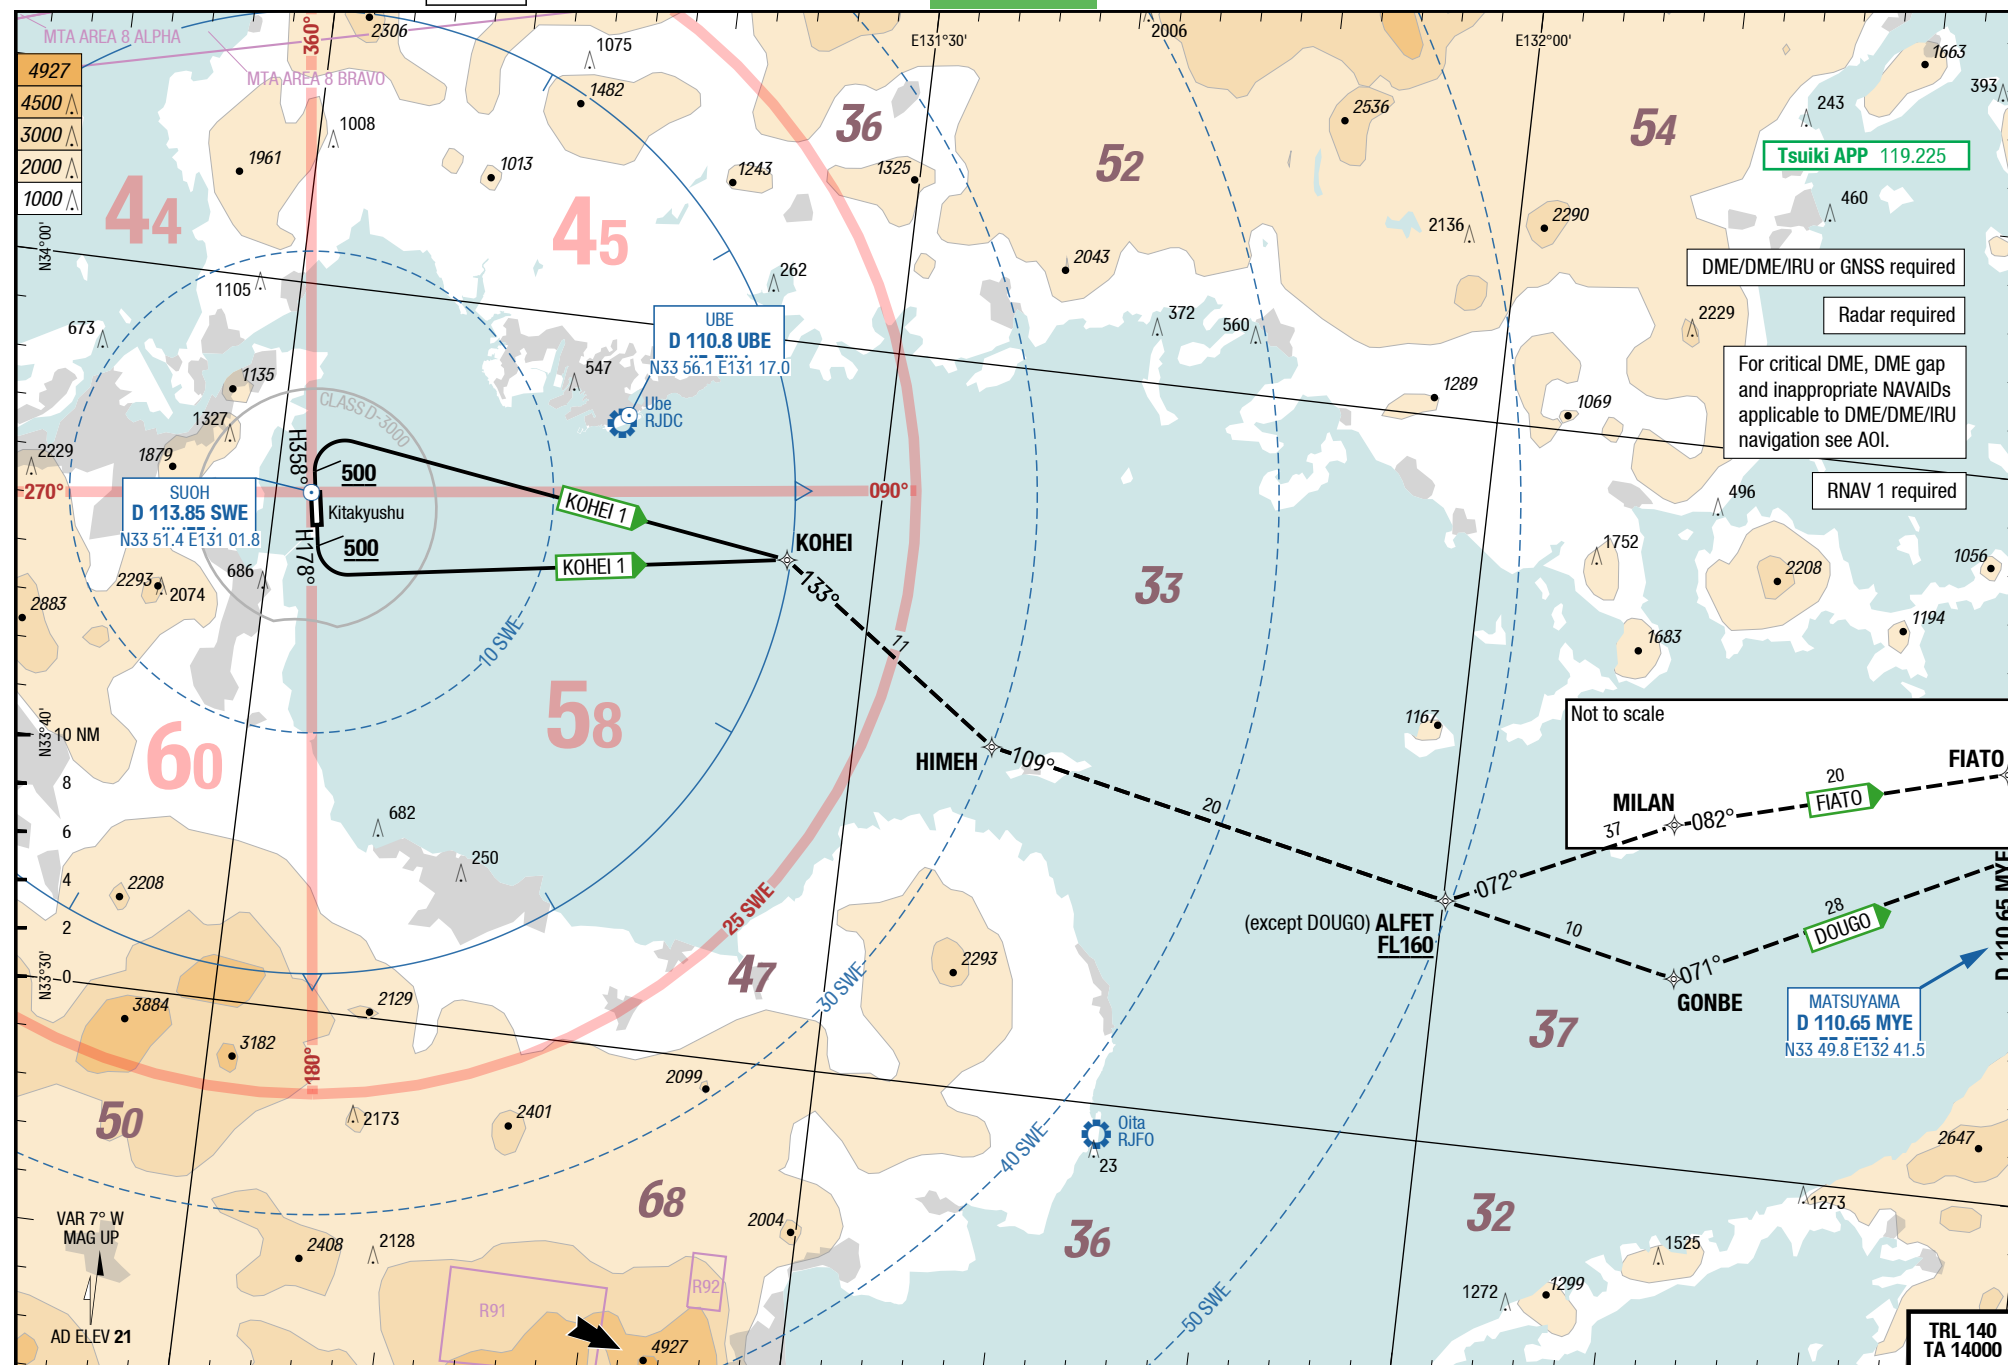 MTA AREA 8 ALPHA
MTA AREA 8 BRAVO
360°
2306
1075
E131°30'
2006
E132°00'
1663
393
4927
4500
3000
2000
1000
1482
1008
36
2536
243
54
1961
1013
1243
1325
52
Tsuiki APP 119.225
44
45
2136
2290
460
N34°00'
2043
1105
262
DME/DME/IRU or GNSS required
673
372
560
2229
Radar required
UBE
D 110.8 UBE
N33 56.1 E131 17.0
547
1135
1289
1069
For critical DME, DME gap
and inappropriate NAVAIDs
applicable to DME/DME/IRU
navigation see AOI.
CLASS D-3000
1327
Ube
RJDC
2229
1879
H358°
500
270°
090°
RNAV 1 required
496
SUOH
D 113.85 SWE
N33 51.4 E131 01.8
Kitakyushu
KOHEI 1
500
H178°
KOHEI
KOHEI 1
686
2293
2074
2883
133°
33
1752
2208
1056
1194
11
10 SWE
1683
58
60
N33°40'
10 NM
8
6
4
2
0
HIMEH
109°
1167
Not to scale
FIATO
20
FIATO
MILAN
082°
37
682
20
250
2208
072°
28
DOUGO
D 110.65 MYE
25 SWE
(except DOUGO) ALFET
FL160
10
071°
GONBE
47
2293
30 SWE
N33°30'
3884
2129
3182
37
MATSUYAMA
D 110.65 MYE
N33 49.8 E132 41.5
180°
2099
50
2173
2401
Oita
RJFO
23
40 SWE
2647
68
36
32
1273
VAR 7° W
MAG UP
2004
2408
2128
1525
R92
R91
1272
1299
50 SWE
AD ELEV 21
4927
TRL 140
TA 14000